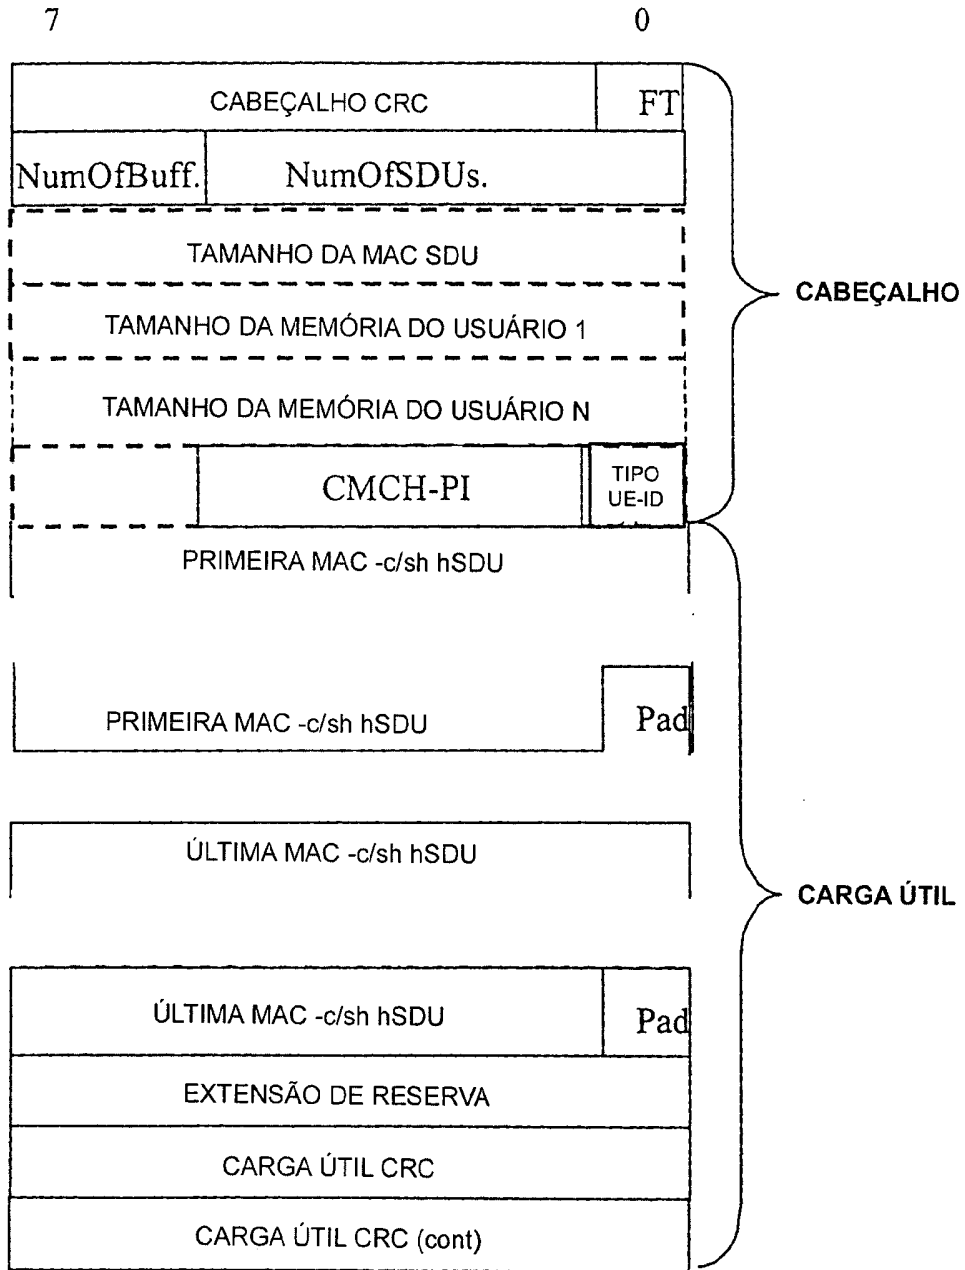 7 0
CABEÇALHO CRC FT
NumOfBuff. NumOfSDUs.
TAMANHO DA MAC SDU
TAMANHO DA MEMÓRIA DO USUÁRIO 1
CABEÇALHO
TAMANHO DA MEMÓRIA DO USUÁRIO N
CMCH-PI TIPO
UE-ID
PRIMEIRA MAC -c/sh hSDU
PRIMEIRA MAC -c/sh hSDU Pad
ÚLTIMA MAC -c/sh hSDU
CARGA ÚTIL
ÚLTIMA MAC -c/sh hSDU Pad
EXTENSÃO DE RESERVA
CARGA ÚTIL CRC
CARGA ÚTIL CRC (cont)